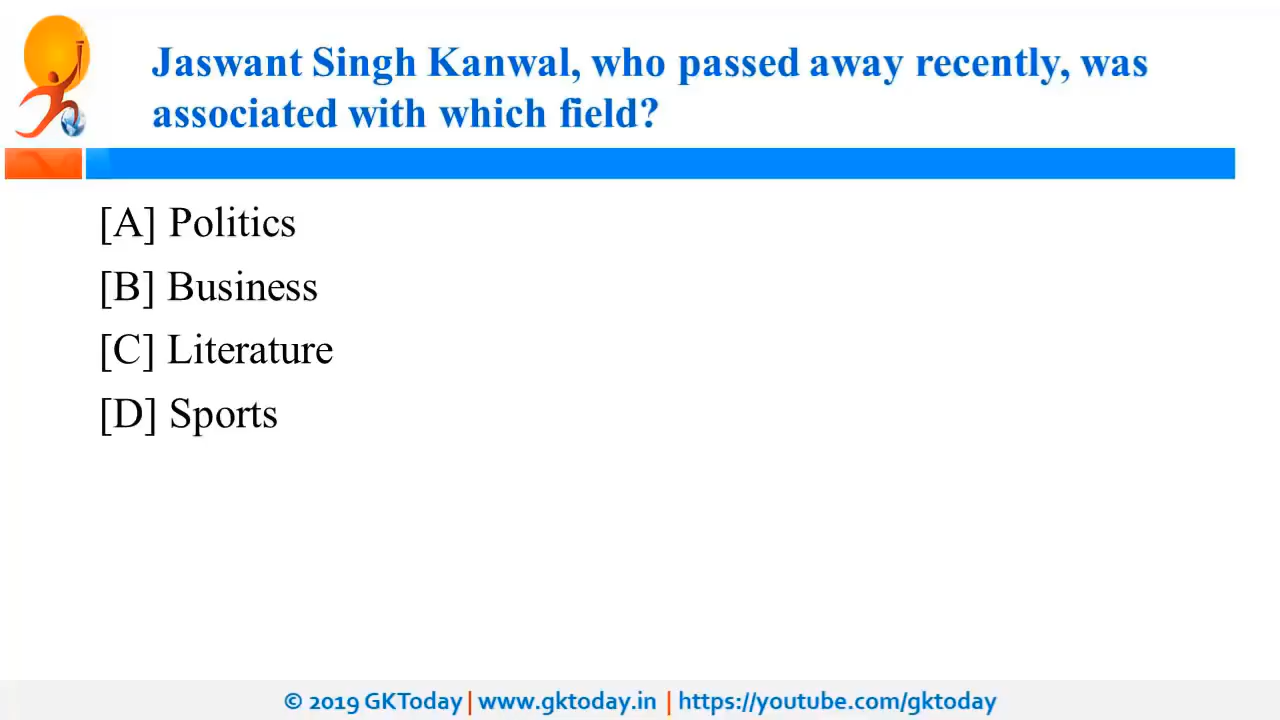 Jaswant Singh Kanwal, who passed away recently, was
associated with which field?
[A] Politics
[B] Business
[C] Literature
[D] Sports
© 2019 GKToday | www.gktoday.in | https://youtube.com/gktoday